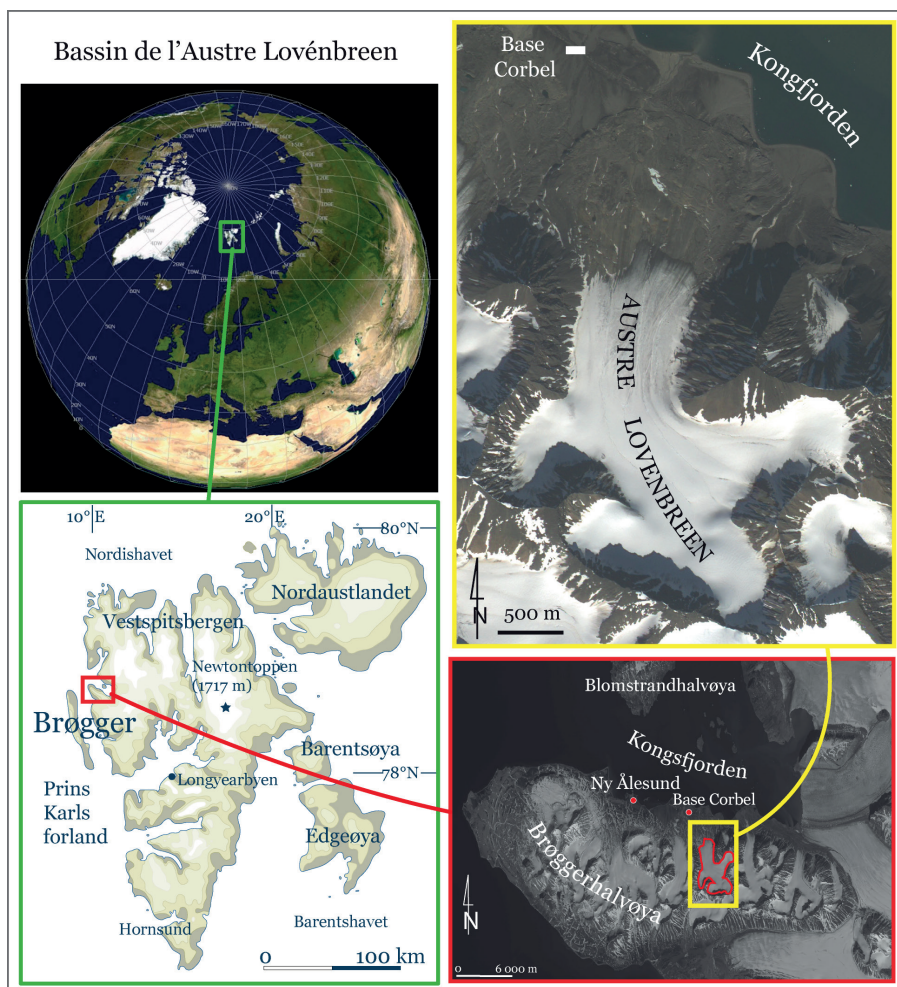 Bassin de l'Austre Lovénbreen
Base
Corbel
Kongfjorden
AUSTRE
LOVENBREEN
N
500 m
10°E
20°E
80°N
Nordishavet
Nordaustlandet
Vestspitsbergen
Newtontoppen
(1717 m)
Brøgger
Barentsøya
78°N
Longyearbyen
Prins
Karls
forland
Edgeøya
Hornsund
Barentshavet
0 100 km
Blomstrandhalvøya
Kongsfjorden
Ny Ålesund
Base Corbel
Brøggerhalvøya
N
0 6 000 m